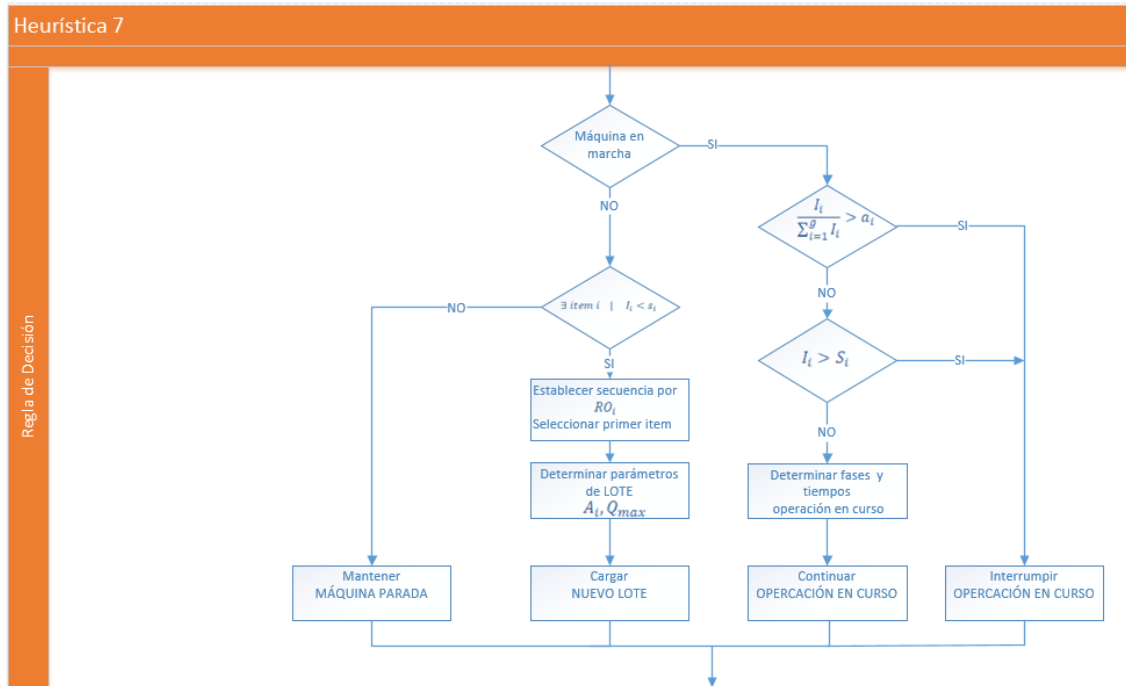 Heurística 7
Regla de Decisión
Máquina en
marcha
SI
NO
I_i / ∑_{i=1}^{g} I_i > a_i
SI
NO
∃ item i | I_i < s_i
NO
SI
I_i > S_i
SI
NO
Establecer secuencia por
RO_i
Seleccionar primer item
Determinar parámetros
de LOTE
A_i, Q_{max}
Determinar fases y
tiempos
operación en curso
Mantener
MÁQUINA PARADA
Cargar
NUEVO LOTE
Continuar
OPERCACIÓN EN CURSO
Interrumpir
OPERCACIÓN EN CURSO